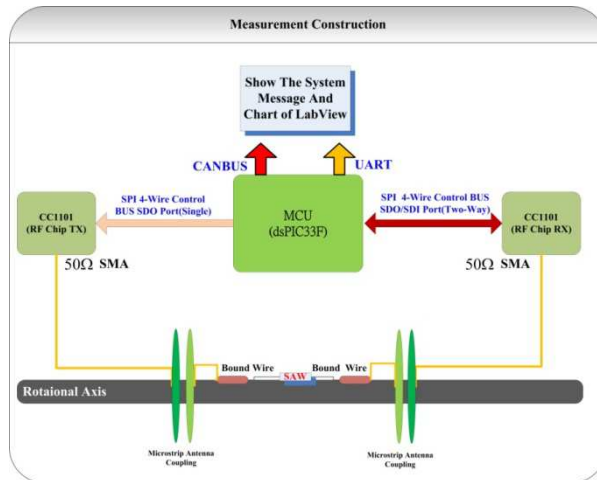 Measurement Construction
Show The System
Message And
Chart of LabView
CANBUS
UART
CC1101
(RF Chip TX)
SPI 4-Wire Control
BUS SDO Port(Single)
MCU
(dsPIC33F)
SPI 4-Wire Control BUS
SDO/SDI Port(Two-Way)
CC1101
(RF Chip RX)
50Ω SMA
50Ω SMA
Bound Wire
SAW
Bound Wire
Rotaional Axis
Microstrip Antenna
Coupling
Microstrip Antenna
Coupling